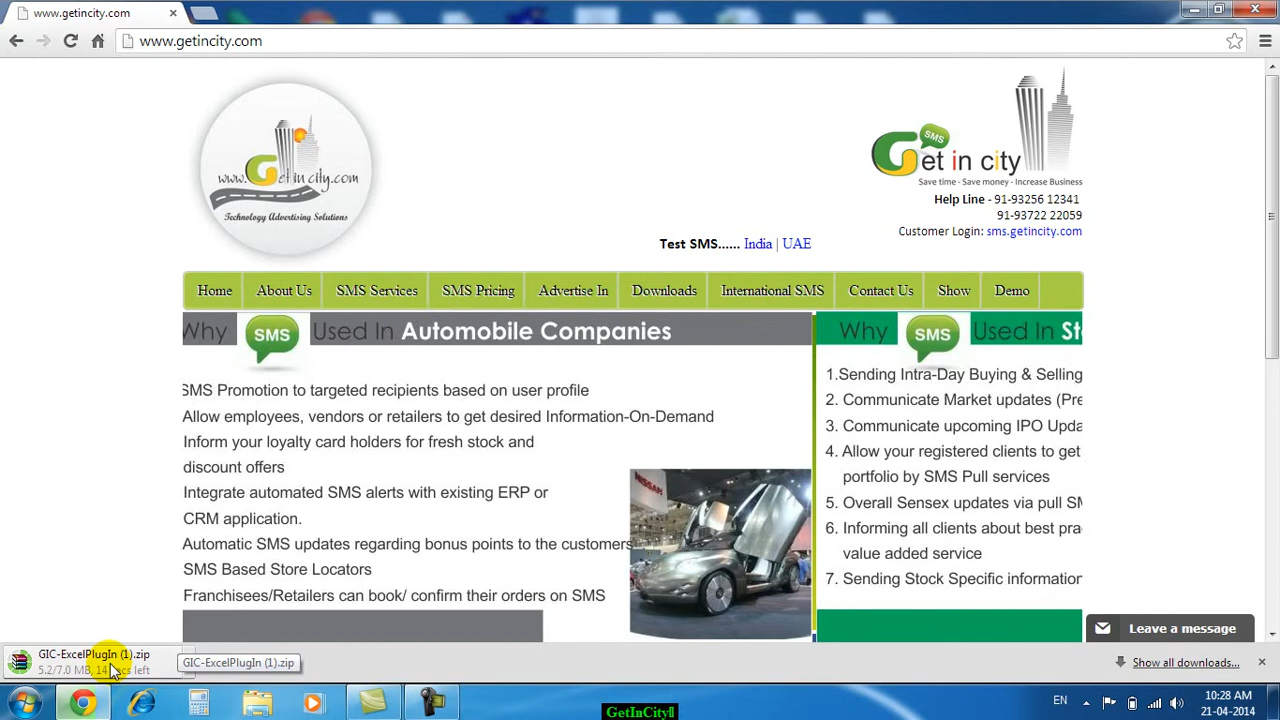 www.getincity.com
www.getincity.com
www.Getincity.com
Technology Advertising Solutions
SMS
Get in city
Save time - Save money - Increase Business
Help Line - 91-93256 12341
91-93722 22059
Customer Login: sms.getincity.com
Test SMS...... India | UAE
Home About Us SMS Services SMS Pricing Advertise In Downloads International SMS Contact Us Show Demo
Why SMS Used In Automobile Companies
SMS Promotion to targeted recipients based on user profile
Allow employees, vendors or retailers to get desired Information-On-Demand
Inform your loyalty card holders for fresh stock and
discount offers
Integrate automated SMS alerts with existing ERP or
CRM application.
Automatic SMS updates regarding bonus points to the customers
SMS Based Store Locators
Franchisees/Retailers can book/ confirm their orders on SMS
NISSAN
Why SMS Used In St
1.Sending Intra-Day Buying & Selling
2. Communicate Market updates (Pre
3. Communicate upcoming IPO Upda
4. Allow your registered clients to get
portfolio by SMS Pull services
5. Overall Sensex updates via pull SM
6. Informing all clients about best pra
value added service
7. Sending Stock Specific information
Leave a message
GIC-ExcelPlugIn (1).zip
5.2/7.0 MB, 14 secs left
GIC-ExcelPlugIn (1).zip
Show all downloads...
EN
10:28 AM
21-04-2014
GetInCity